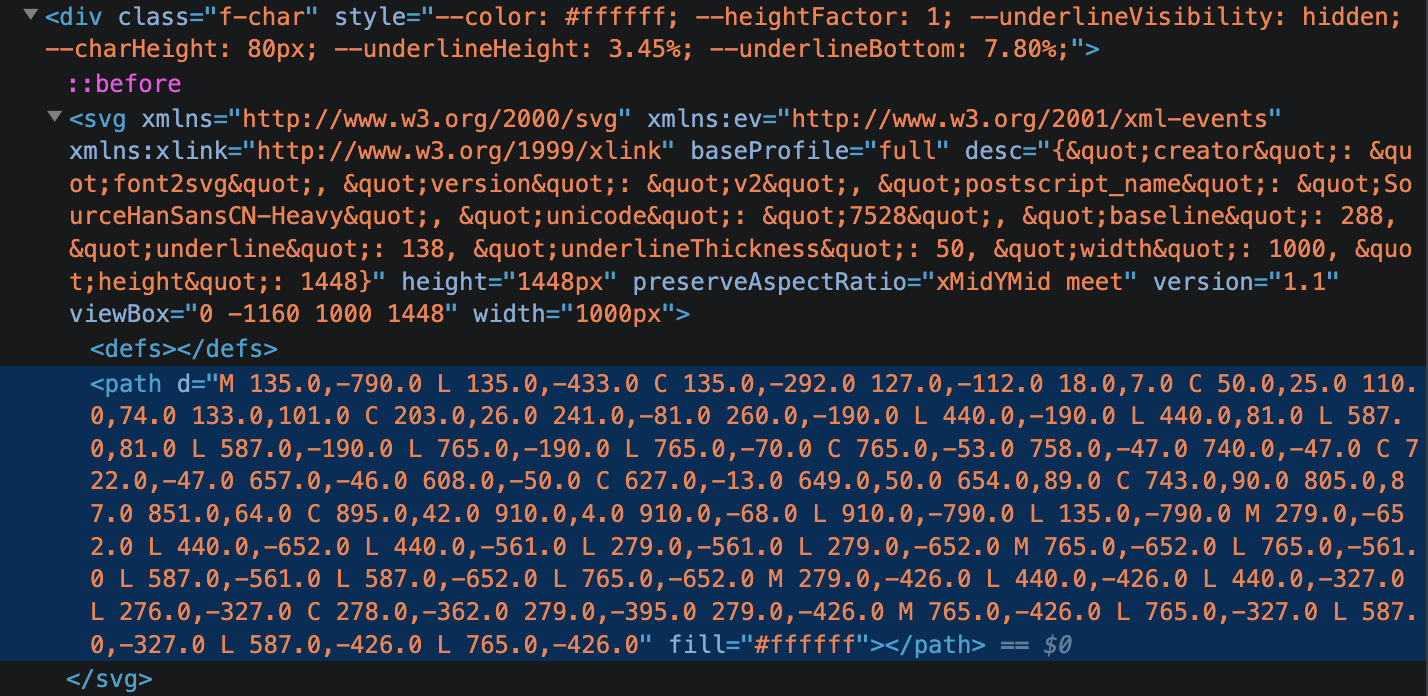 <div class="f-char" style="--color: #ffffff; --heightFactor: 1; --underlineVisibility: hidden;
--charHeight: 80px; --underlineHeight: 3.45%; --underlineBottom: 7.80%;">
::before
<svg xmlns="http://www.w3.org/2000/svg" xmlns:ev="http://www.w3.org/2001/xml-events"
xmlns:xlink="http://www.w3.org/1999/xlink" baseProfile="full" desc="{&quot;creator&quot;: &qu
ot;font2svg&quot;, &quot;version&quot;: &quot;v2&quot;, &quot;postscript_name&quot;: &quot;So
urceHanSansCN-Heavy&quot;, &quot;unicode&quot;: &quot;7528&quot;, &quot;baseline&quot;: 288,
&quot;underline&quot;: 138, &quot;underlineThickness&quot;: 50, &quot;width&quot;: 1000, &quo
t;height&quot;: 1448}" height="1448px" preserveAspectRatio="xMidYMid meet" version="1.1"
viewBox="0 -1160 1000 1448" width="1000px">
<defs></defs>
<path d="M 135.0,-790.0 L 135.0,-433.0 C 135.0,-292.0 127.0,-112.0 18.0,7.0 C 50.0,25.0 110.
0,74.0 133.0,101.0 C 203.0,26.0 241.0,-81.0 260.0,-190.0 L 440.0,-190.0 L 440.0,81.0 L 587.
0,81.0 L 587.0,-190.0 L 765.0,-190.0 L 765.0,-70.0 C 765.0,-53.0 758.0,-47.0 740.0,-47.0 C 7
22.0,-47.0 657.0,-46.0 608.0,-50.0 C 627.0,-13.0 649.0,50.0 654.0,89.0 C 743.0,90.0 805.0,8
7.0 851.0,64.0 C 895.0,42.0 910.0,4.0 910.0,-68.0 L 910.0,-790.0 L 135.0,-790.0 M 279.0,-65
2.0 L 440.0,-652.0 L 440.0,-561.0 L 279.0,-561.0 L 279.0,-652.0 M 765.0,-652.0 L 765.0,-561.
0 L 587.0,-561.0 L 587.0,-652.0 L 765.0,-652.0 M 279.0,-426.0 L 440.0,-426.0 L 440.0,-327.0
L 276.0,-327.0 C 278.0,-362.0 279.0,-395.0 279.0,-426.0 M 765.0,-426.0 L 765.0,-327.0 L 587.
0,-327.0 L 587.0,-426.0 L 765.0,-426.0" fill="#ffffff"></path> == $0
</svg>